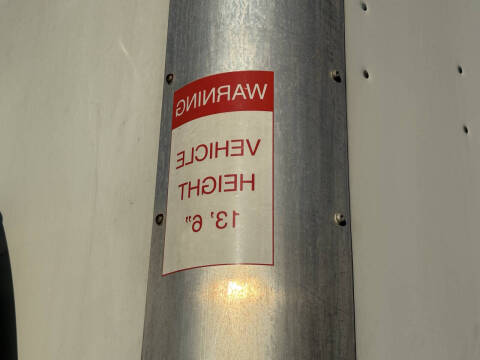 WARNING
VEHICLE
HEIGHT
13' 6"